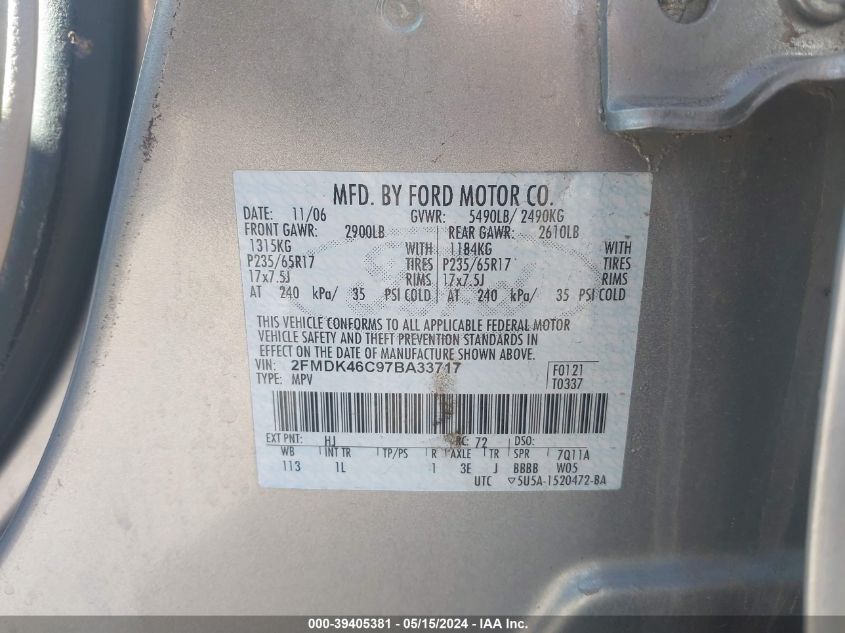 MFD. BY FORD MOTOR CO.
DATE: 11/06 GVWR: 5490LB/ 2490KG
FRONT GAWR: 2900LB REAR GAWR: 2610LB
1315KG WITH 1184KG WITH
P235/65R17 TIRES P235/65R17 TIRES
17x7.5J RIMS 17x7.5J RIMS
AT 240 kPa/ 35 PSI COLD AT 240 kPa/ 35 PSI COLD
THIS VEHICLE CONFORMS TO ALL APPLICABLE FEDERAL MOTOR
VEHICLE SAFETY AND THEFT PREVENTION STANDARDS IN
EFFECT ON THE DATE OF MANUFACTURE SHOWN ABOVE.
VIN: 2FMDK46C97BA33717 F0121
TYPE: MPV T0337
EXT PNT: HJ RC: 72 DSO:
WB INT TR TP/PS R AXLE TR SPR 7Q11A
113 1L 1 3E J BBBB W05
UTC ▽5U5A-1520472-BA
000-39405381 - 05/15/2024 - IAAI.com